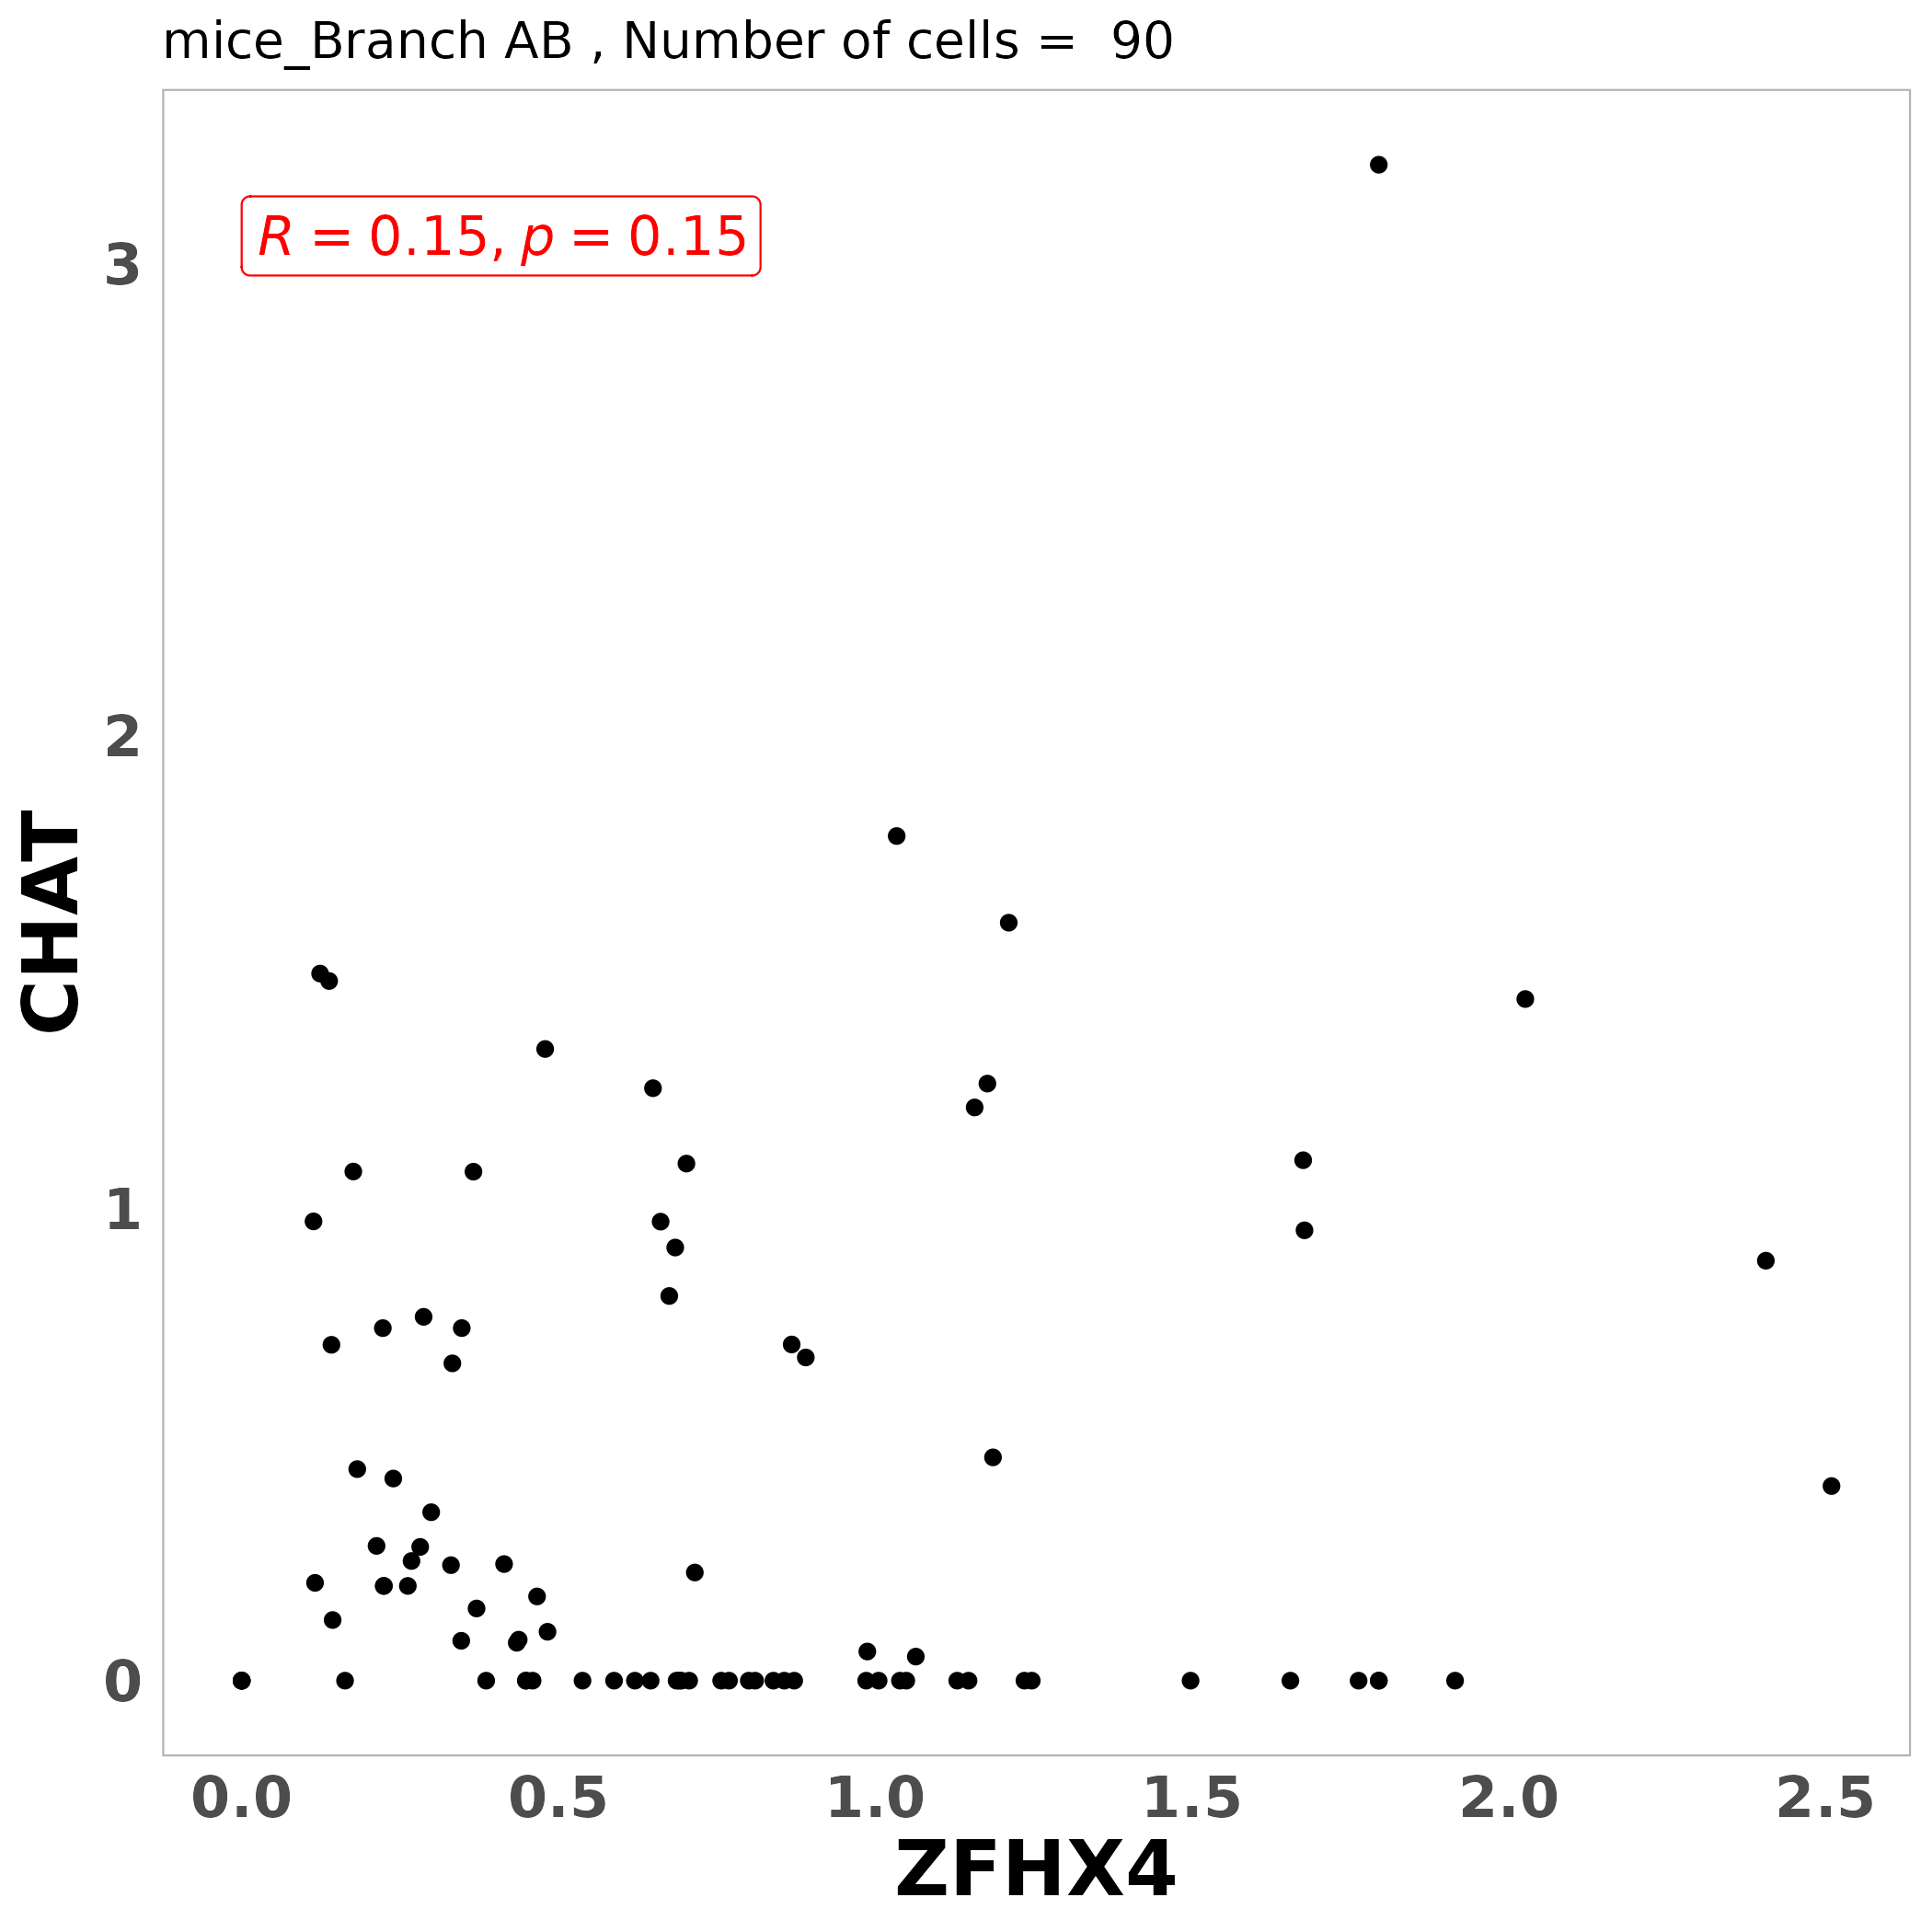 mice_Branch AB , Number of cells =  90
R = 0.15, p = 0.15
3
2
1
0
CHAT
0.0 0.5 1.0 1.5 2.0 2.5
ZFHX4